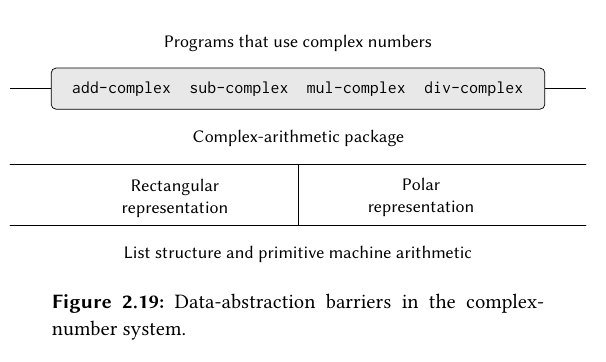 Programs that use complex numbers
add-complex sub-complex mul-complex div-complex
Complex-arithmetic package
Rectangular
representation
Polar
representation
List structure and primitive machine arithmetic
Figure 2.19: Data-abstraction barriers in the complex-
number system.